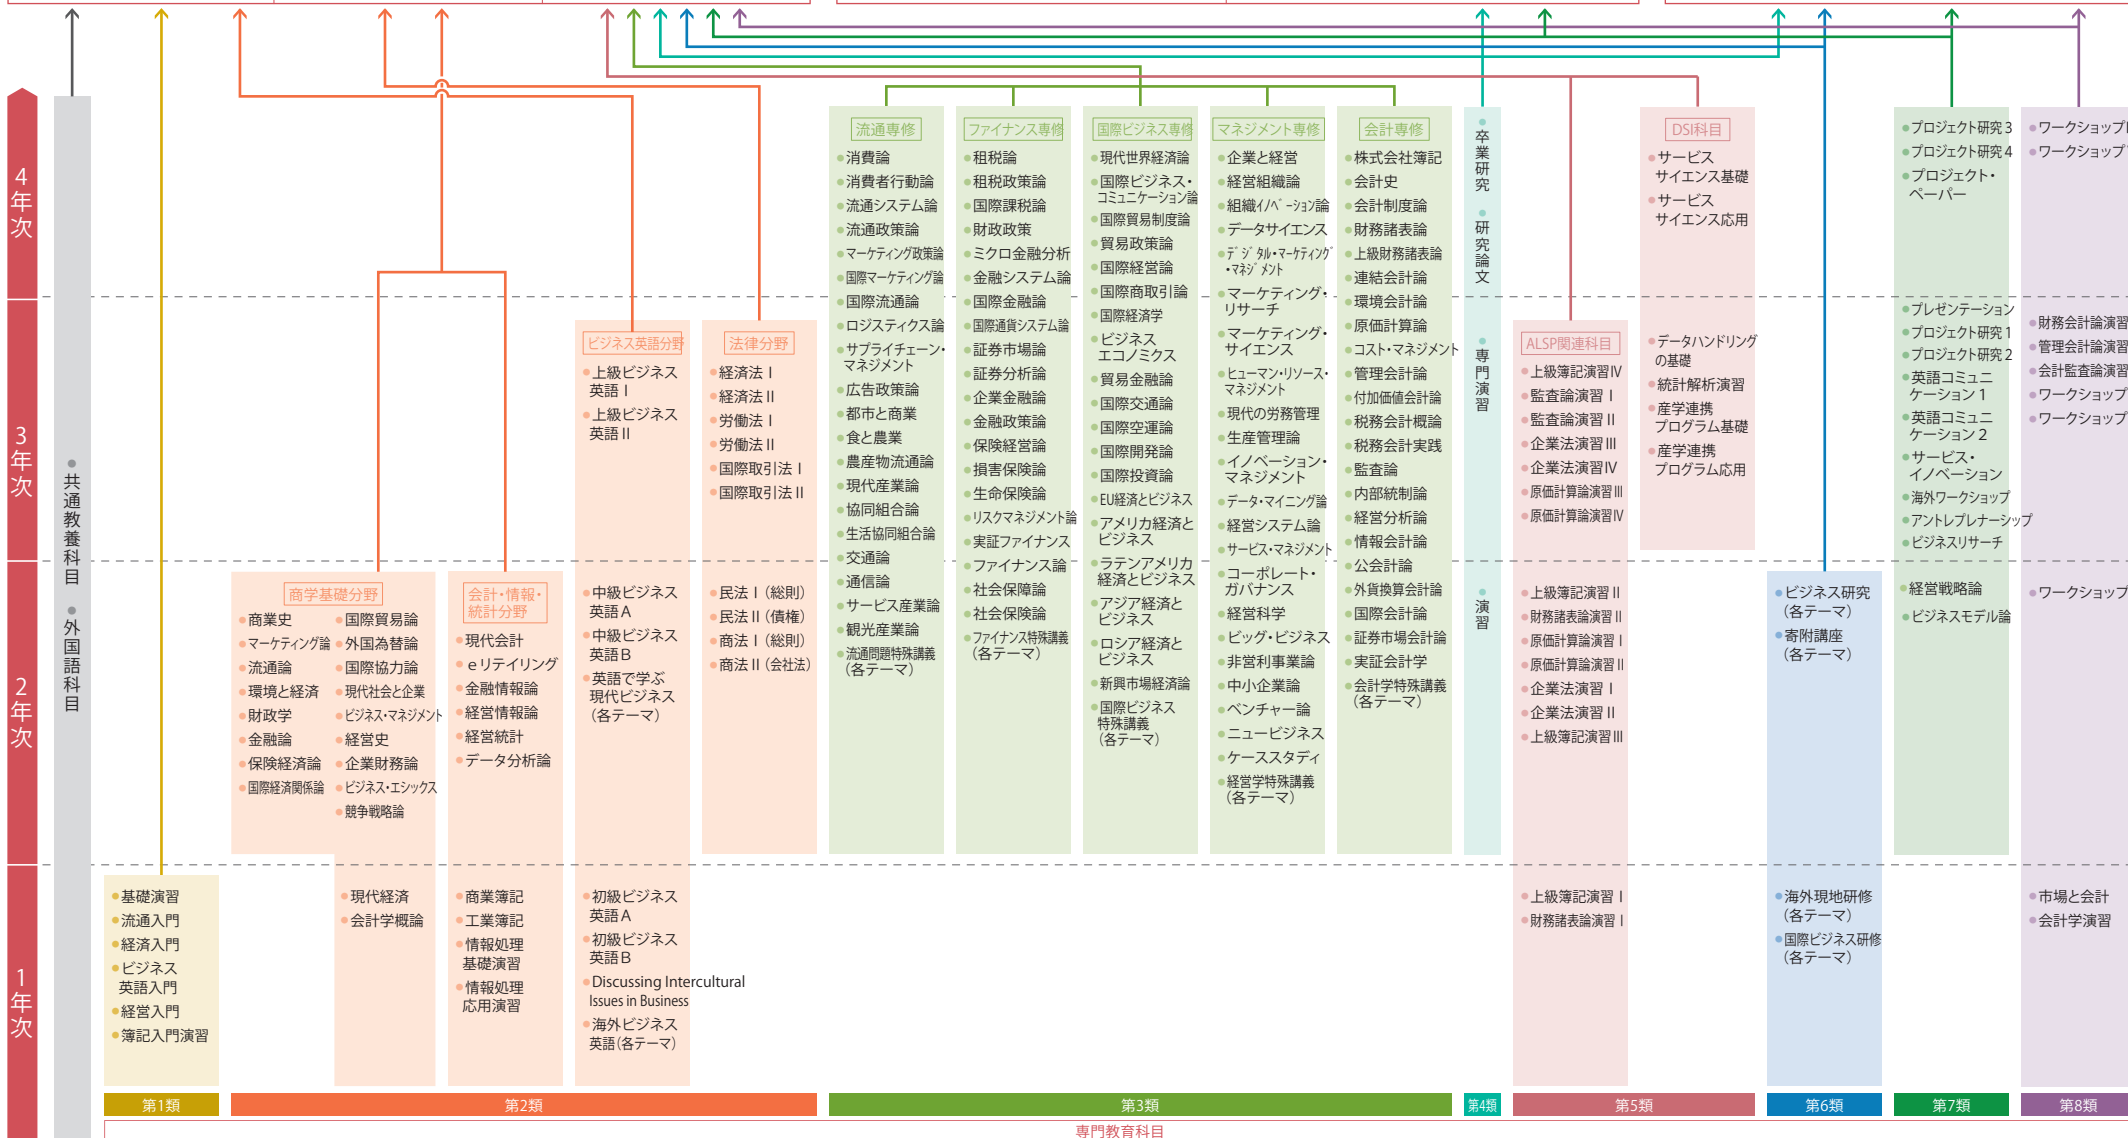 4年次
3年次
2年次
1年次
共通教養科目
外国語科目
基礎演習
流通入門
経済入門
ビジネス
英語入門
経営入門
簿記入門演習
第1類
商学基礎分野
商業史
マーケティング論
流通論
環境と経済
財政学
金融論
保険経済論
国際経済関係論
国際貿易論
外国為替論
国際協力論
現代社会と企業
ビジネス・マネジメント
経営史
企業財務論
ビジネス・エシックス
競争戦略論
現代経済
会計学概論
会計・情報・
統計分野
現代会計
eリテイリング
金融情報論
経営情報論
経営統計
データ分析論
商業簿記
工業簿記
情報処理
基礎演習
情報処理
応用演習
ビジネス英語分野
上級ビジネス
英語Ⅰ
上級ビジネス
英語Ⅱ
中級ビジネス
英語A
中級ビジネス
英語B
英語で学ぶ
現代ビジネス
(各テーマ)
初級ビジネス
英語A
初級ビジネス
英語B
Discussing Intercultural
Issues in Business
海外ビジネス
英語(各テーマ)
法律分野
経済法Ⅰ
経済法Ⅱ
労働法Ⅰ
労働法Ⅱ
国際取引法Ⅰ
国際取引法Ⅱ
民法Ⅰ(総則)
民法Ⅱ(債権)
商法Ⅰ(総則)
商法Ⅱ(会社法)
第2類
流通専修
消費論
消費者行動論
流通システム論
流通政策論
マーケティング政策論
国際マーケティング論
国際流通論
ロジスティクス論
サプライチェーン・
マネジメント
広告政策論
都市と商業
食と農業
農産物流通論
現代産業論
協同組合論
生活協同組合論
交通論
通信論
サービス産業論
観光産業論
流通問題特殊講義
(各テーマ)
ファイナンス専修
租税論
租税政策論
国際課税論
財政政策
ミクロ金融分析
金融システム論
国際金融論
国際通貨システム論
証券市場論
証券分析論
企業金融論
金融政策論
保険経営論
損害保険論
生命保険論
リスクマネジメント論
実証ファイナンス
ファイナンス論
社会保障論
社会保険論
ファイナンス特殊講義
(各テーマ)
国際ビジネス専修
現代世界経済論
国際ビジネス・
コミュニケーション論
国際貿易制度論
貿易政策論
国際経営論
国際商取引論
国際経済学
ビジネス
エコノミクス
貿易金融論
国際交通論
国際空運論
国際開発論
国際投資論
EU経済とビジネス
アメリカ経済と
ビジネス
ラテンアメリカ
経済とビジネス
アジア経済と
ビジネス
ロシア経済と
ビジネス
新興市場経済論
国際ビジネス
特殊講義
(各テーマ)
マネジメント専修
企業と経営
経営組織論
組織イノベーション論
データサイエンス
デジタル・マーケティング
・マネジメント
マーケティング・
リサーチ
マーケティング・
サイエンス
ヒューマン・リソース・
マネジメント
現代の労務管理
生産管理論
イノベーション・
マネジメント
データ・マイニング論
経営システム論
サービス・マネジメント
コーポレート・
ガバナンス
経営科学
ビッグ・ビジネス
非営利事業論
中小企業論
ベンチャー論
ニュービジネス
ケーススタディ
経営学特殊講義
(各テーマ)
会計専修
株式会社簿記
会計史
会計制度論
財務諸表論
上級財務諸表論
連結会計論
環境会計論
原価計算論
コスト・マネジメント
管理会計論
付加価値会計論
税務会計概論
税務会計実践
監査論
内部統制論
経営分析論
情報会計論
公会計論
外貨換算会計論
国際会計論
証券市場会計論
実証会計学
会計学特殊講義
(各テーマ)
第3類
卒業研究
研究論文
専門演習
演習
第4類
ALSP関連科目
上級簿記演習Ⅳ
監査論演習Ⅰ
監査論演習Ⅱ
企業法演習Ⅲ
企業法演習Ⅳ
原価計算論演習Ⅲ
原価計算論演習Ⅳ
上級簿記演習Ⅱ
財務諸表論演習Ⅱ
原価計算論演習Ⅰ
原価計算論演習Ⅱ
企業法演習Ⅰ
企業法演習Ⅱ
上級簿記演習Ⅲ
上級簿記演習Ⅰ
財務諸表論演習Ⅰ
DSI科目
サービス
サイエンス基礎
サービス
サイエンス応用
データハンドリング
の基礎
統計解析演習
産学連携
プログラム基礎
産学連携
プログラム応用
第5類
ビジネス研究
(各テーマ)
寄附講座
(各テーマ)
海外現地研修
(各テーマ)
国際ビジネス研修
(各テーマ)
第6類
プロジェクト研究3
プロジェクト研究4
プロジェクト・
ペーパー
プレゼンテーション
プロジェクト研究1
プロジェクト研究2
英語コミュニ
ケーション1
英語コミュニ
ケーション2
サービス・
イノベーション
海外ワークショップ
アントレプレナーシップ
ビジネスリサーチ
経営戦略論
ビジネスモデル論
第7類
ワークショップ
ワークショップ
財務会計論演習
管理会計論演習
会計監査論演習
ワークショップ
ワークショップ
ワークショップ
市場と会計
会計学演習
第8類
専門教育科目